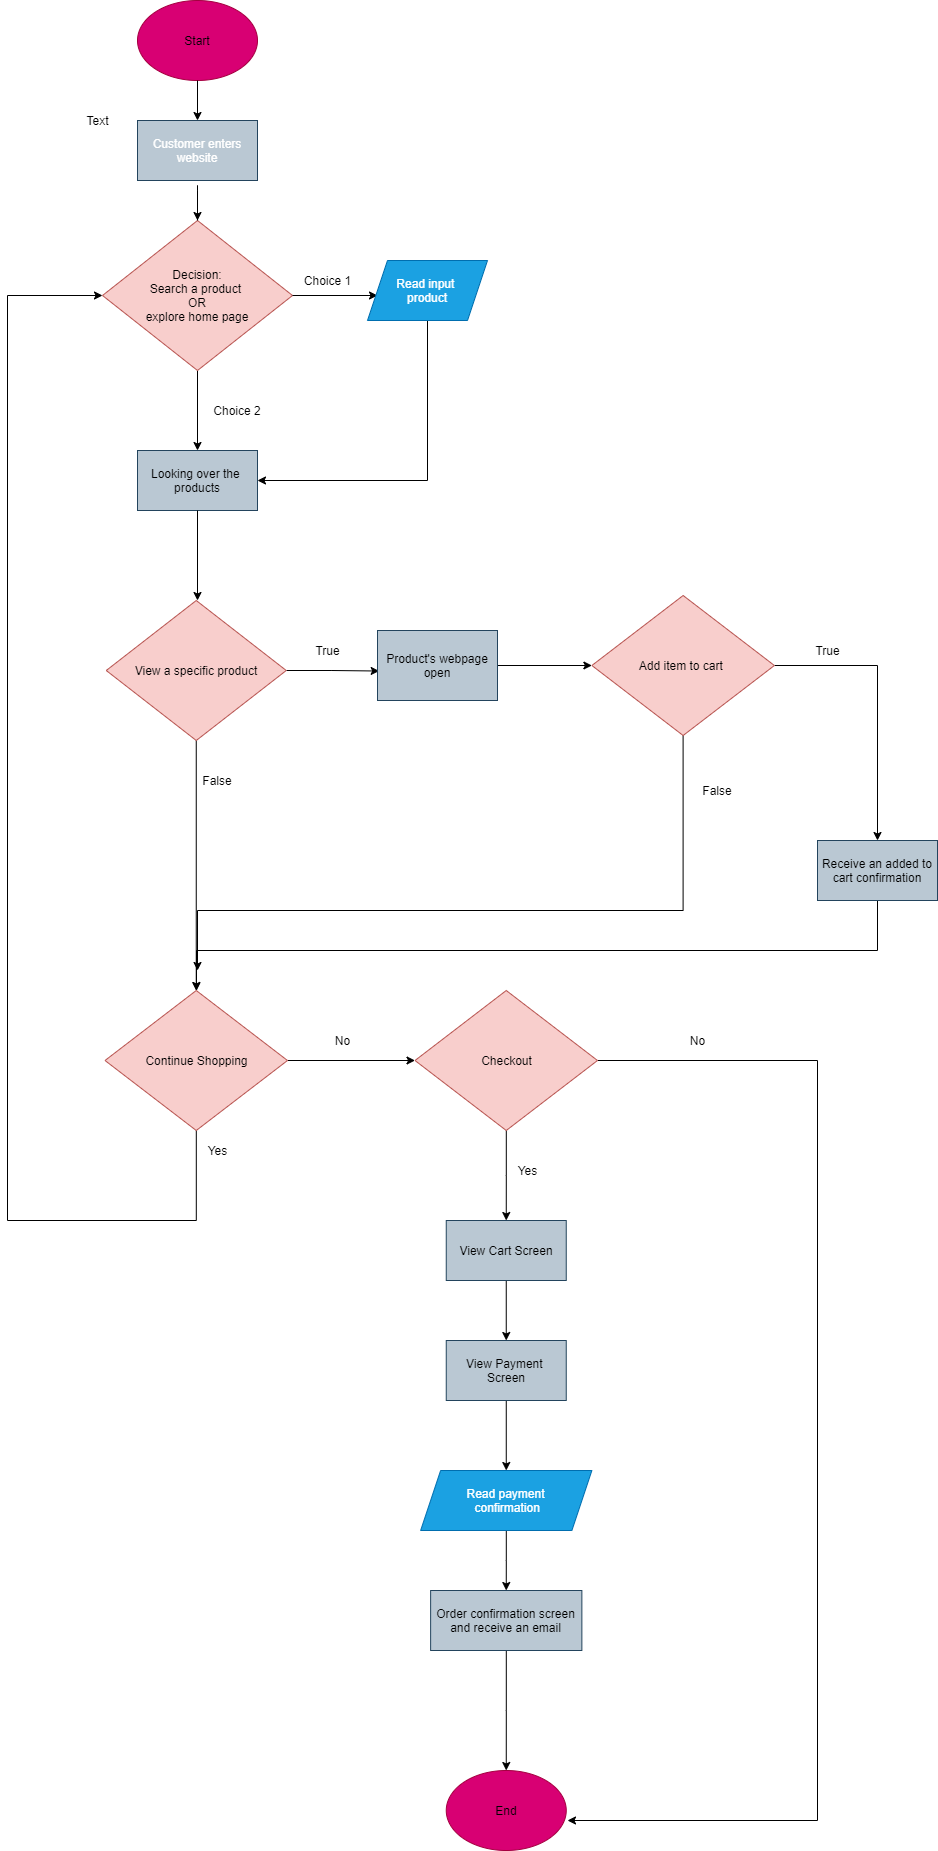 Start
Text
Customer enters
website
Decision:
Search a product
OR
explore home page
Choice 1
Read input
product
Choice 2
Looking over the
products
View a specific product
True
Product's webpage
open
Add item to cart
True
False
False
Receive an added to
cart confirmation
Continue Shopping
No
Checkout
No
Yes
Yes
View Cart Screen
View Payment
Screen
Read payment
confirmation
Order confirmation screen
and receive an email
End